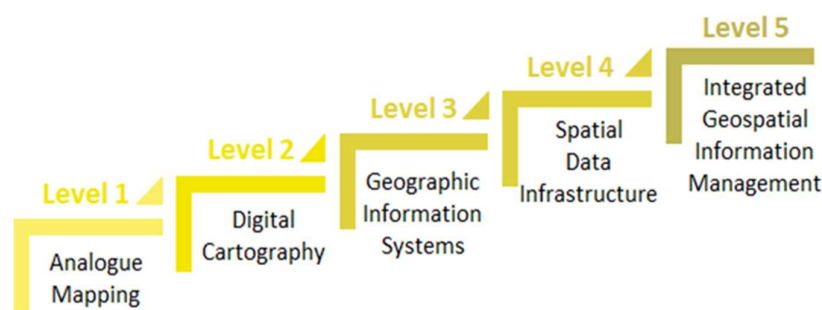 Level 1
Analogue
Mapping
Level 2
Digital
Cartography
Level 3
Geographic
Information
Systems
Level 4
Spatial
Data
Infrastructure
Level 5
Integrated
Geospatial
Information
Management